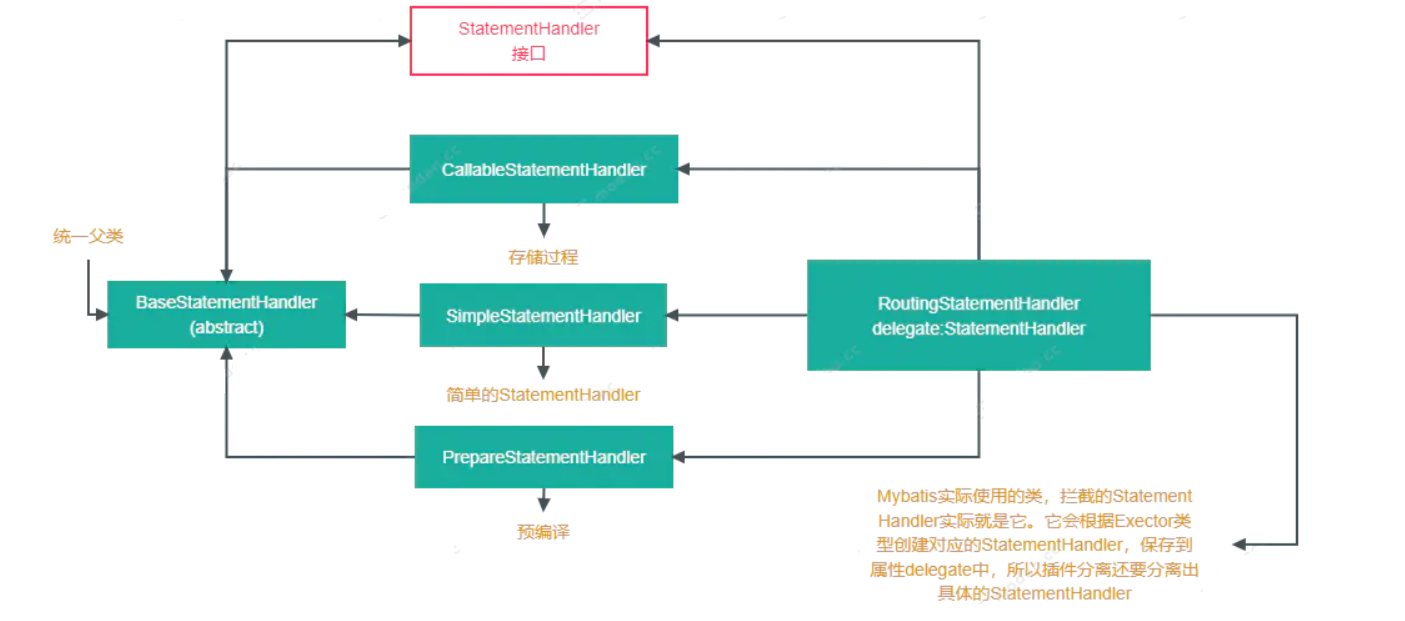 StatementHandler
接口
CallableStatementHandler
存储过程
统一父类
BaseStatementHandler
(abstract)
SimpleStatementHandler
简单的StatementHandler
RoutingStatementHandler
delegate:StatementHandler
PrepareStatementHandler
预编译
Mybatis实际使用的类，拦截的Statement
Handler实际就是它。它会根据Exector类
型创建对应的StatementHandler，保存到
属性delegate中，所以插件分离还要分离出
具体的StatementHandler